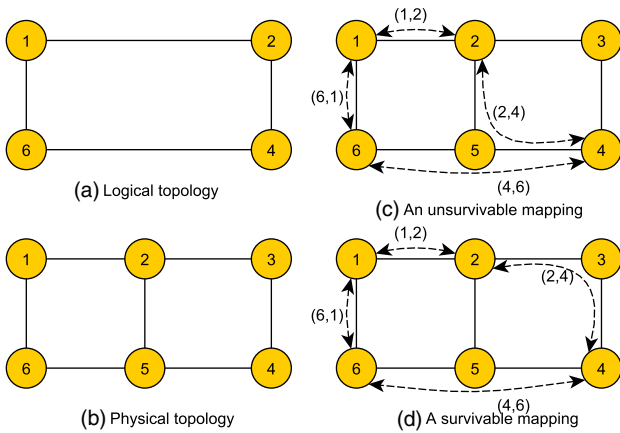 1 2
6 4
(a) Logical topology
(1,2)
1 2 3
(6,1)
(2,4)
6 5 4
(4,6)
(c) An unsurvivable mapping
1 2 3
6 5 4
(b) Physical topology
(1,2)
1 2 3
(2,4)
(6,1)
6 5 4
(4,6)
(d) A survivable mapping